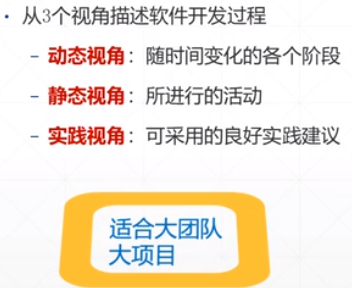 · 从3个视角描述软件开发过程
– 动态视角：随时间变化的各个阶段
– 静态视角：所进行的活动
– 实践视角：可采用的良好实践建议
适合大团队
大项目